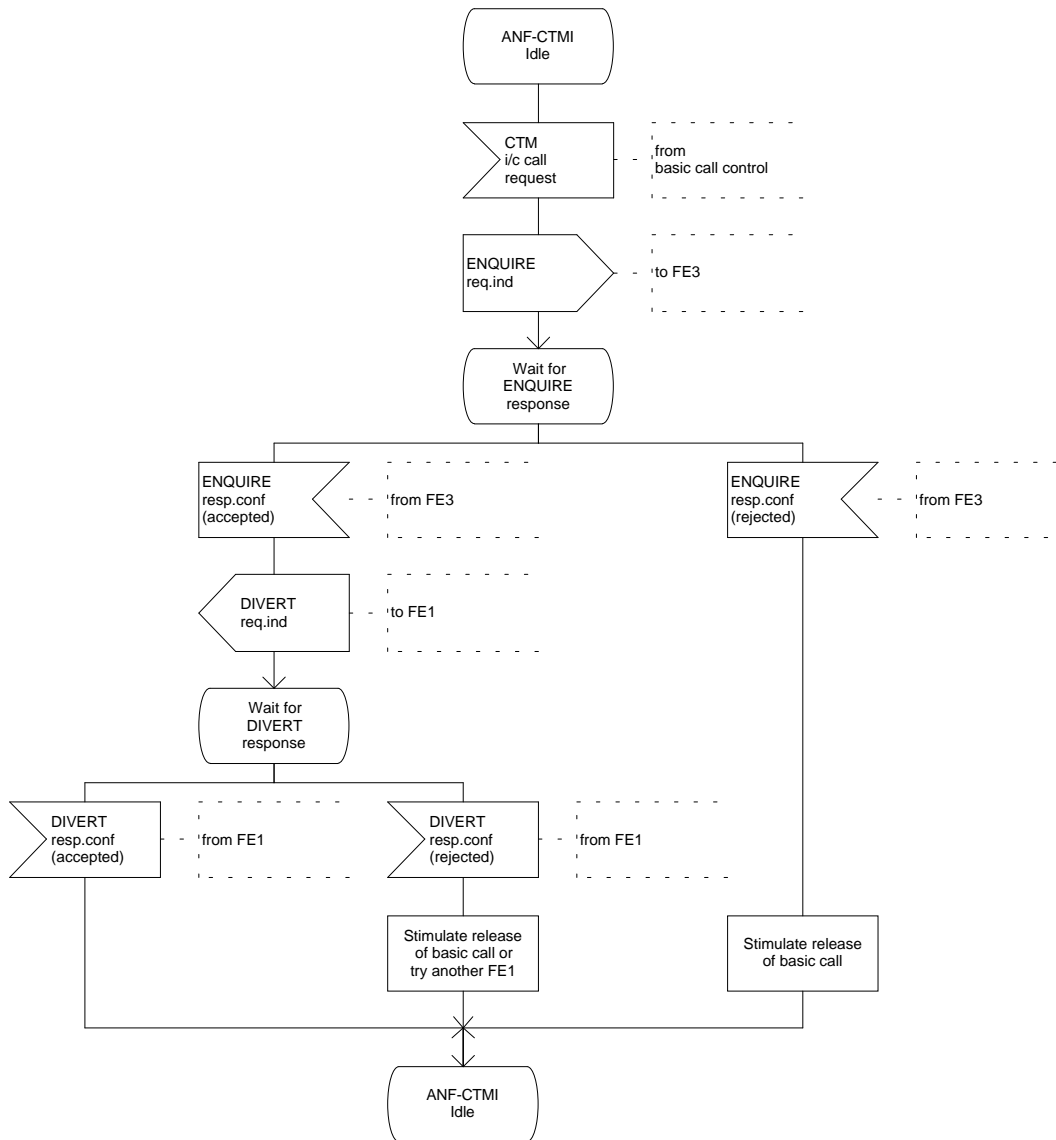 ANF-CTMI
Idle
CTM
i/c call
request
from
basic call control
ENQUIRE
req.ind
to FE3
Wait for
ENQUIRE
response
ENQUIRE
resp.conf
(accepted)
from FE3
ENQUIRE
resp.conf
(rejected)
from FE3
DIVERT
req.ind
to FE1
Wait for
DIVERT
response
DIVERT
resp.conf
(accepted)
from FE1
DIVERT
resp.conf
(rejected)
from FE1
Stimulate release
of basic call or
try another FE1
Stimulate release
of basic call
ANF-CTMI
Idle